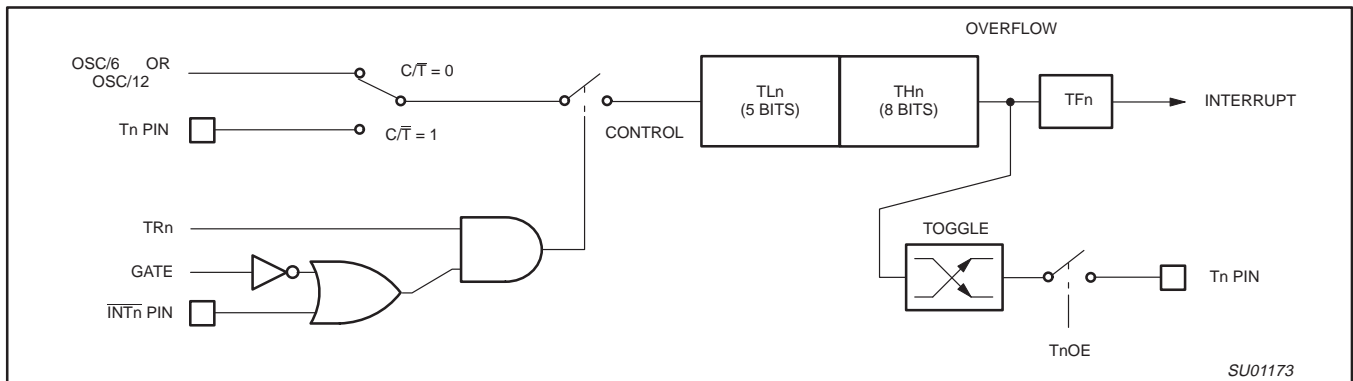 OVERFLOW
OSC/6 OR
OSC/12
C/T̅ = 0
TLn
(5 BITS)
THn
(8 BITS)
TFn
INTERRUPT
Tn PIN
C/T̅ = 1
CONTROL
TRn
TOGGLE
GATE
Tn PIN
I̅N̅T̅n̅ PIN
TnOE
SU01173